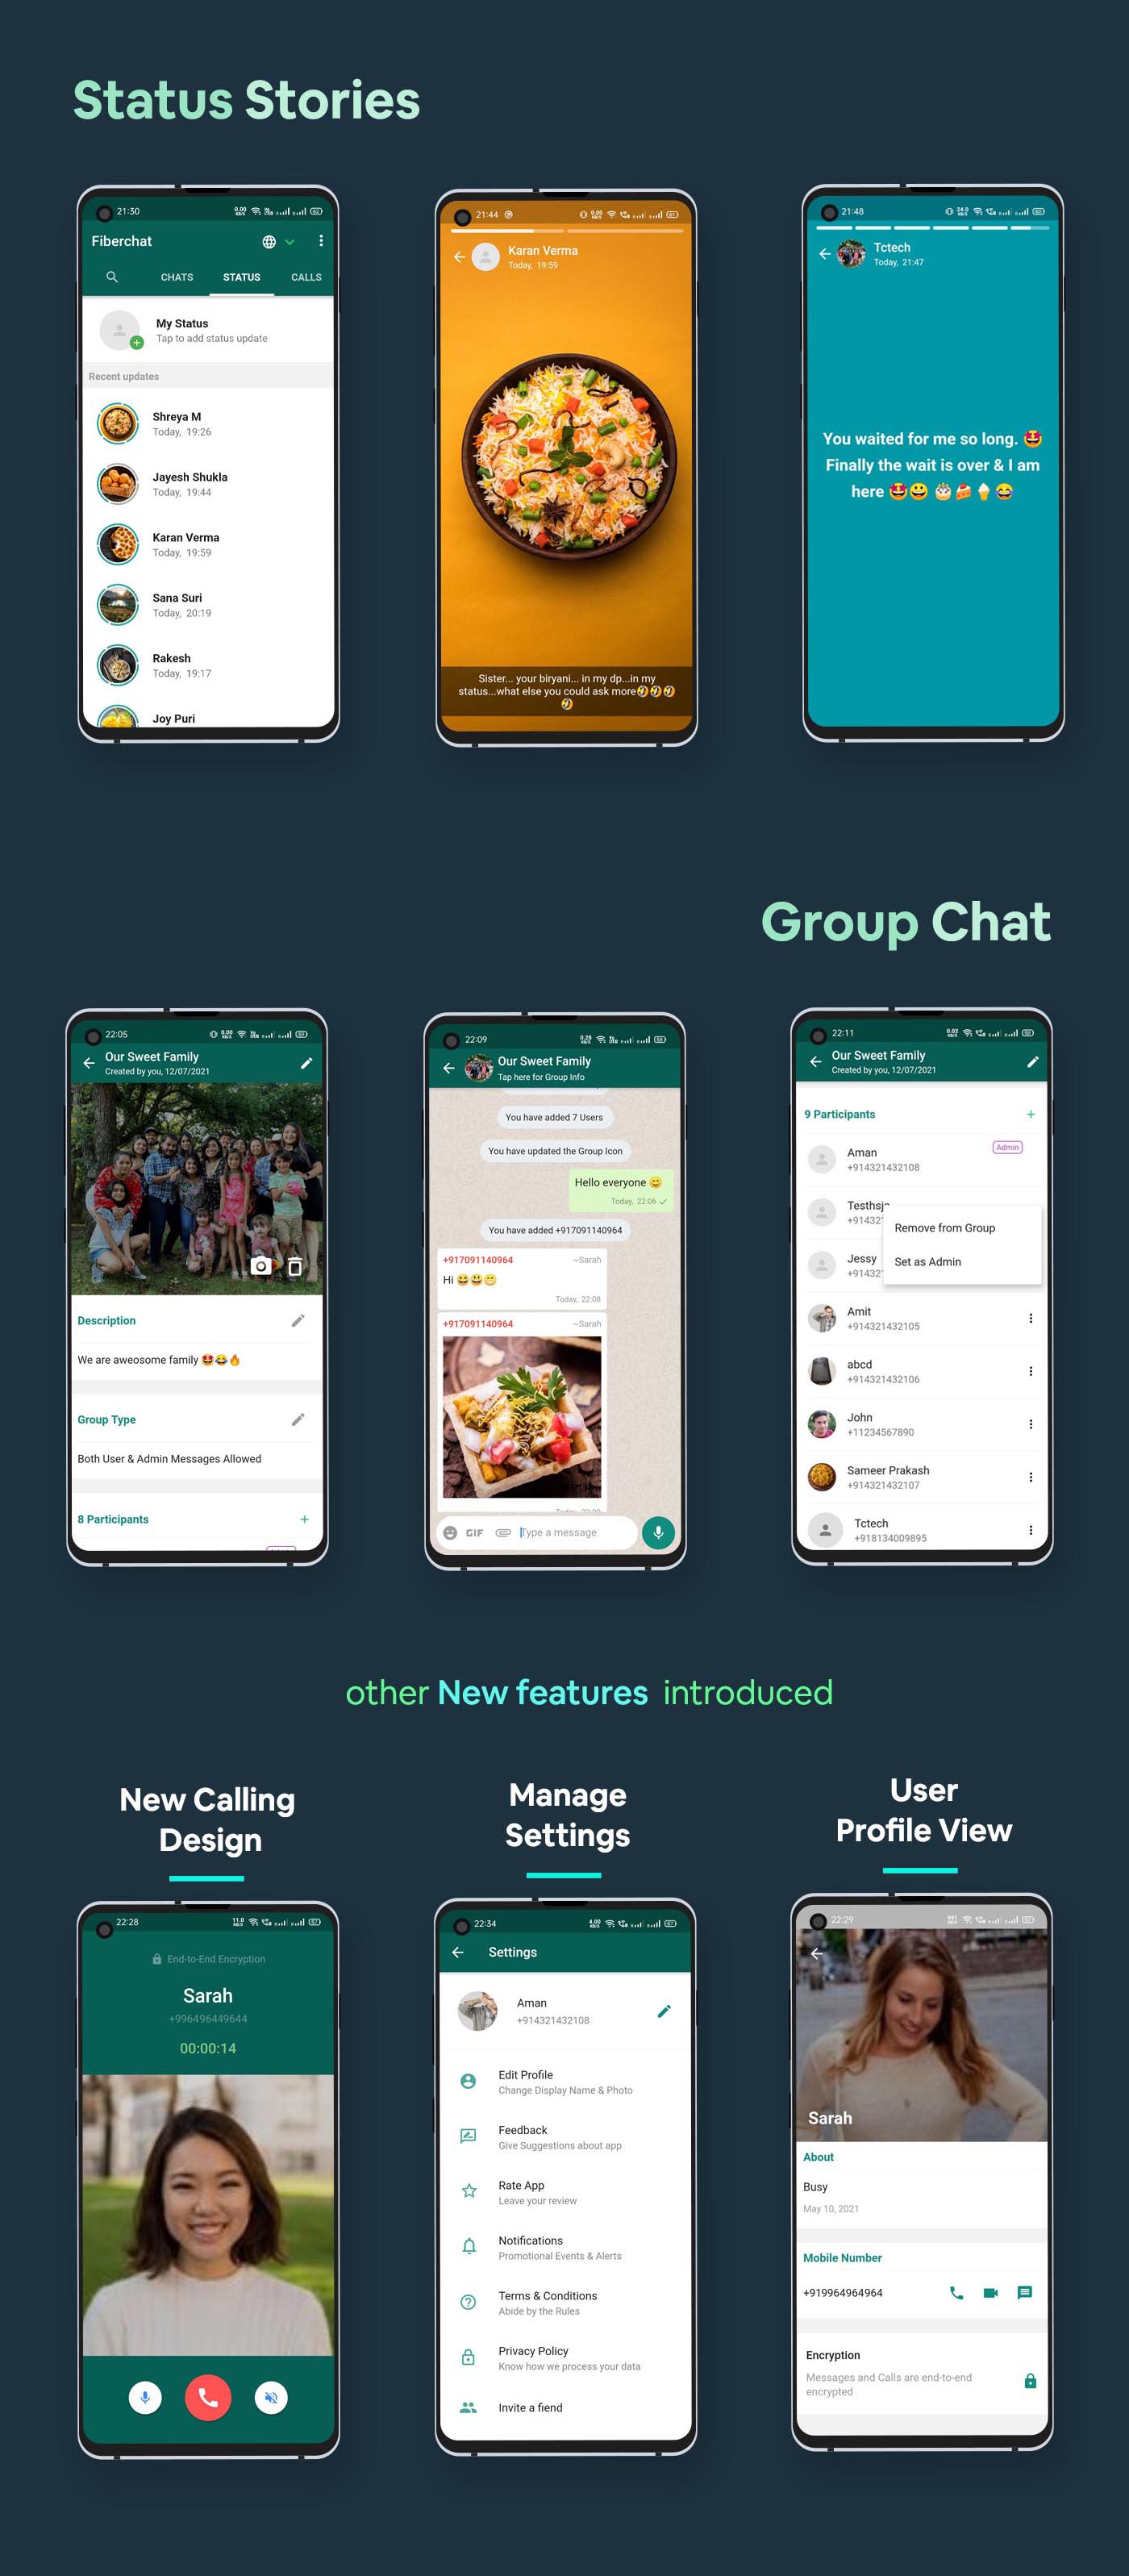 Status Stories
21:30
Fiberchat
CHATS STATUS CALLS
My Status
Tap to add status update
Recent updates
Shreya M
Today, 19:26
Jayesh Shukla
Today, 19:44
Karan Verma
Today, 19:59
Sana Suri
Today, 20:19
Rakesh
Today, 19:17
Joy Puri
21:44
Karan Verma
Today, 19:59
Sister... your biryani... in my dp...in my
status...what else you could ask more🤣🤣🤣
🤣
21:48
Tctech
Today, 21:47
You waited for me so long. 🤩
Finally the wait is over & I am
here 🤩😀 🎂🍰🍦😂
Group Chat
22:05
Our Sweet Family
Created by you, 12/07/2021
Description
We are aweosome family 🤩😂🔥
Group Type
Both User & Admin Messages Allowed
8 Participants
22:09
Our Sweet Family
Tap here for Group Info
You have added 7 Users
You have updated the Group Icon
Hello everyone 😊
Today, 22:06
You have added +917091140964
+917091140964 ~Sarah
Hi 😆😃😁
Today, 22:08
+917091140964 ~Sarah
GIF Type a message
22:11
Our Sweet Family
Created by you, 12/07/2021
9 Participants
Aman Admin
+914321432108
Remove from Group
Set as Admin
Jessy
Amit
+914321432105
abcd
+914321432106
John
+11234567890
Sameer Prakash
+914321432107
Tctech
+918134009895
other New features introduced
New Calling
Design
22:28
End-to-End Encryption
Sarah
+996496449644
00:00:14
Manage
Settings
22:34
Settings
Aman
+914321432108
Edit Profile
Change Display Name & Photo
Feedback
Give Suggestions about app
Rate App
Leave your review
Notifications
Promotional Events & Alerts
Terms & Conditions
Abide by the Rules
Privacy Policy
Know how we process your data
Invite a fiend
User
Profile View
22:29
Sarah
About
Busy
May 10, 2021
Mobile Number
+919964964964
Encryption
Messages and Calls are end-to-end
encrypted